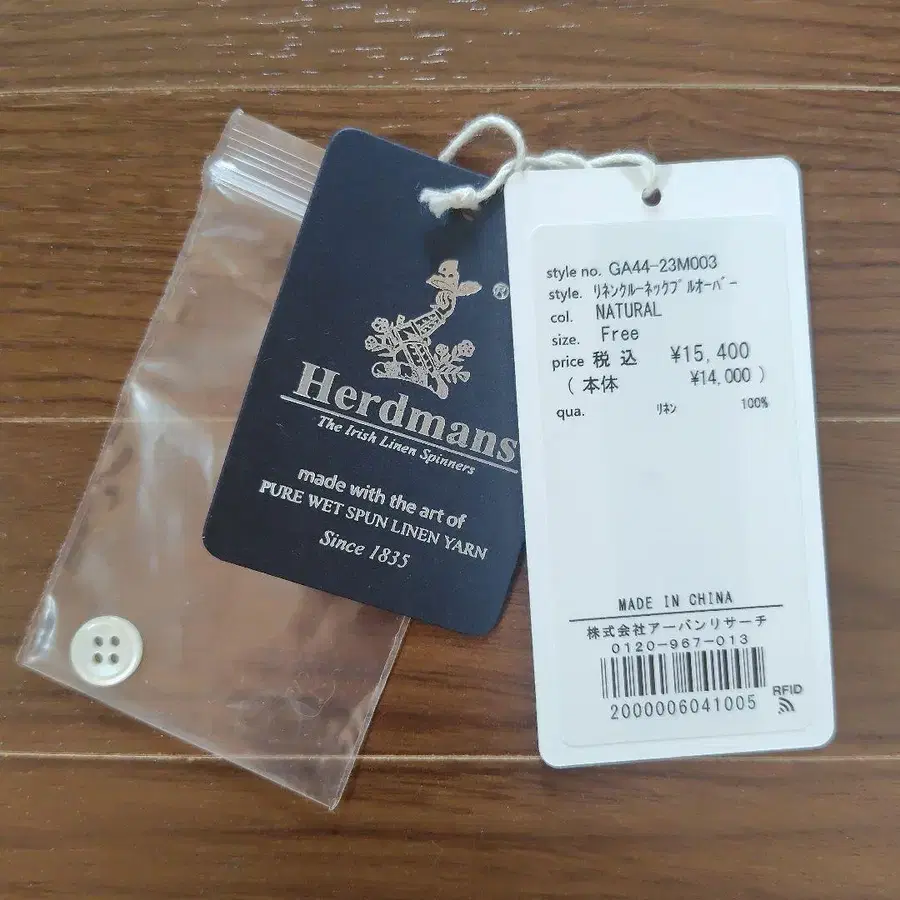 ®
Herdmans
The Irish Linen Spinners
made with the art of
PURE WET SPUN LINEN YARN
Since 1835
style no. GA44-23M003
style. ﾘﾈﾝｸﾙｰﾈｯｸﾌﾟﾙｵｰﾊﾞｰ
col. NATURAL
size. Free
price 税込 ¥15,400
(本体 ¥14,000 )
qua. ﾘﾈﾝ 100%
MADE IN CHINA
株式会社アーバンリサーチ
0120-967-013
2000006041005
RFID